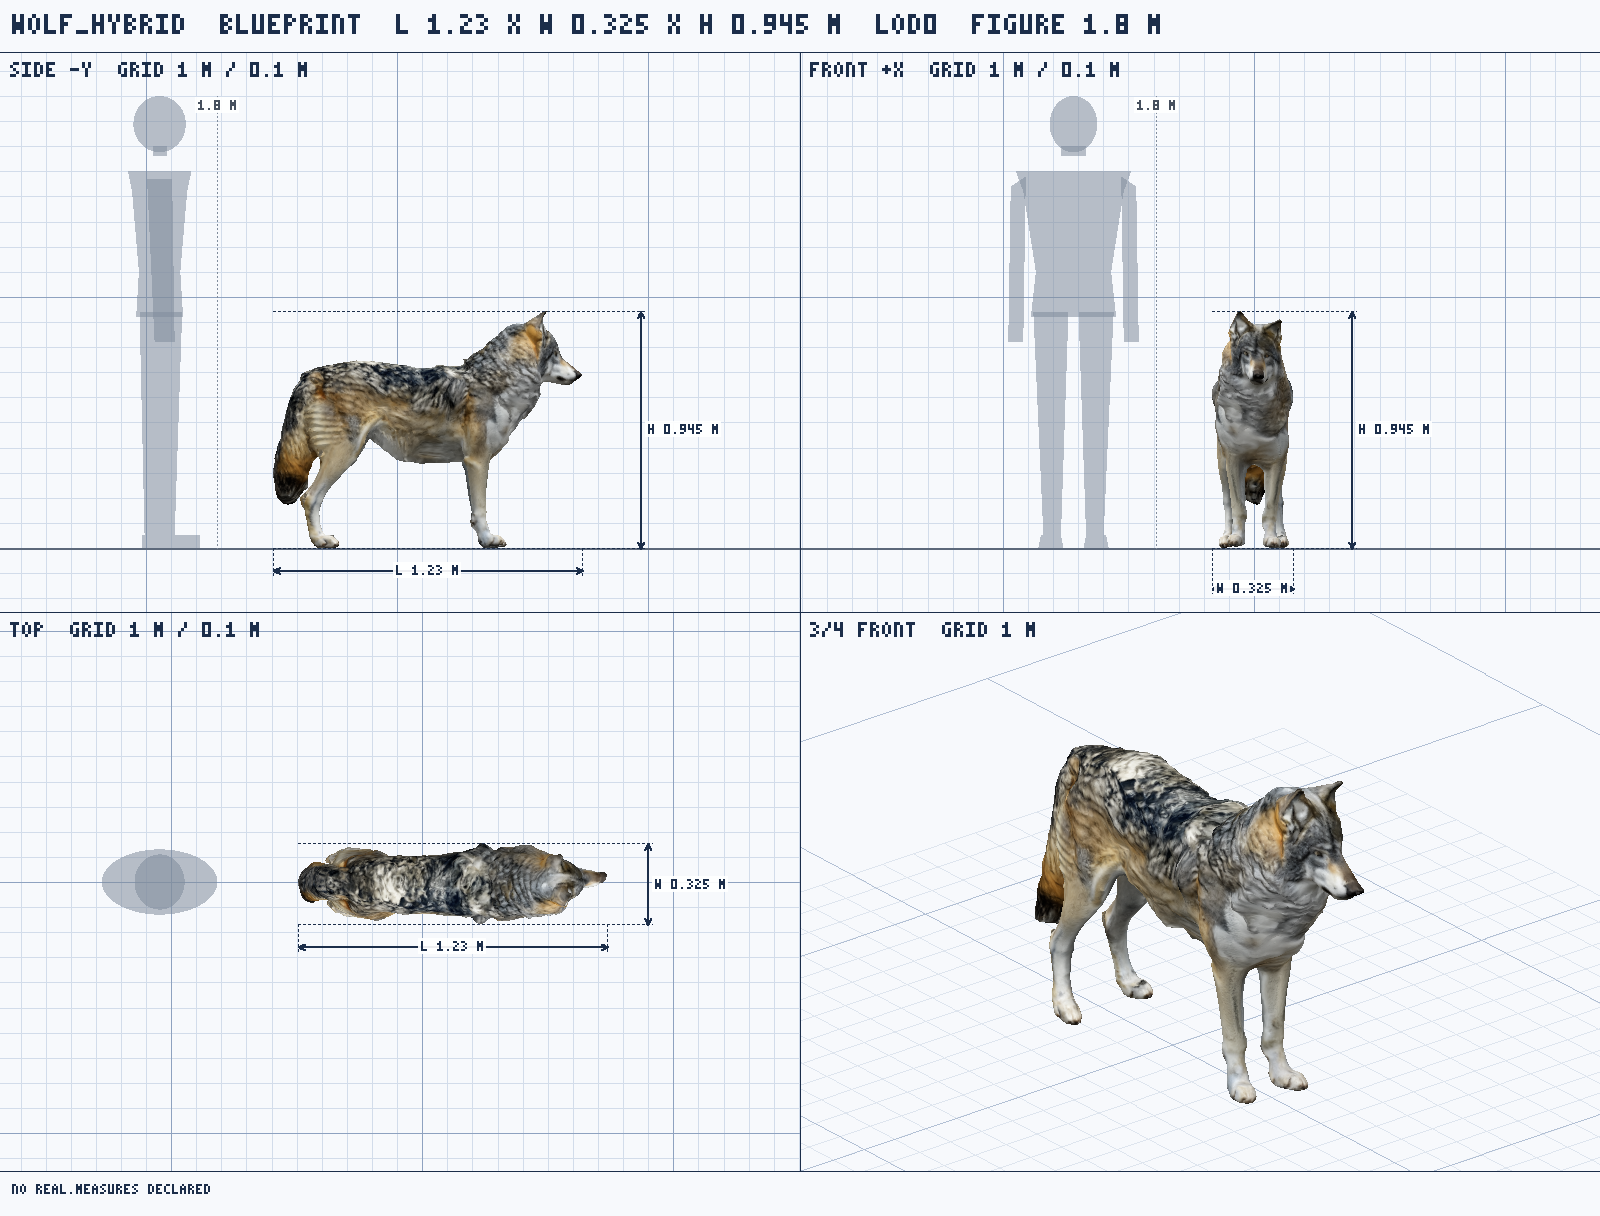 WOLF_HYBRID BLUEPRINT L 1.23 X W 0.325 X H 0.945 M LOD0 FIGURE 1.8 M
SIDE -Y GRID 1 M / 0.1 M
1.8 M
H 0.945 M
L 1.23 M
FRONT +X GRID 1 M / 0.1 M
1.8 M
H 0.945 M
W 0.325 M
TOP GRID 1 M / 0.1 M
W 0.325 M
L 1.23 M
3/4 FRONT GRID 1 M
NO REAL.MEASURES DECLARED